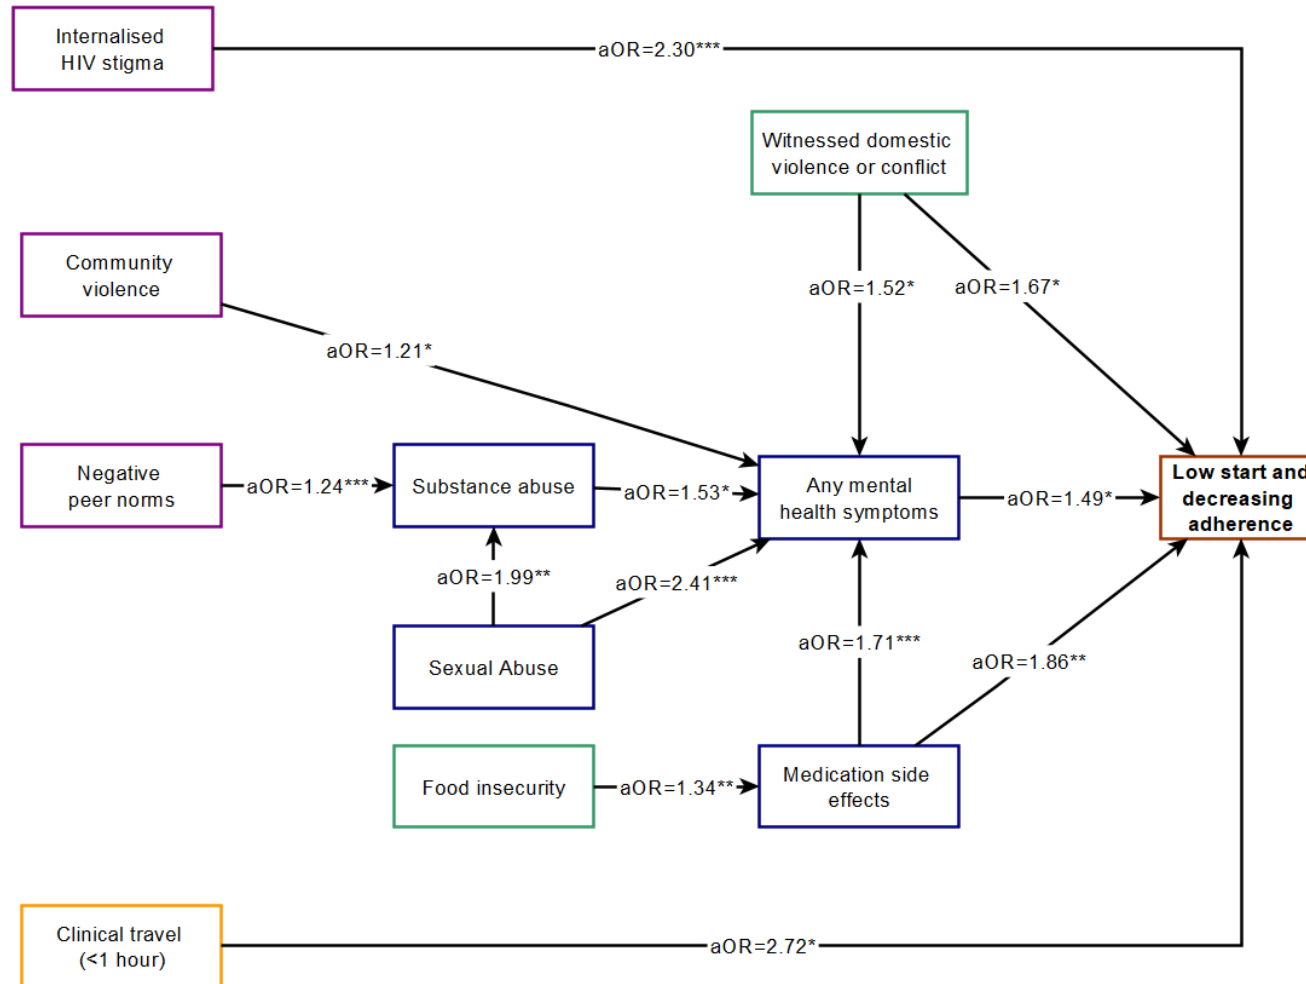 Internalised
HIV stigma
aOR=2.30***
Witnessed domestic
violence or conflict
Community
violence
aOR=1.52*
aOR=1.67*
aOR=1.21*
Negative
peer norms
aOR=1.24***
Substance abuse
aOR=1.53*
Any mental
health symptoms
aOR=1.49*
Low start and
decreasing
adherence
aOR=1.99**
aOR=2.41***
Sexual Abuse
aOR=1.71***
aOR=1.86**
Food insecurity
aOR=1.34**
Medication side
effects
Clinical travel
(<1 hour)
aOR=2.72*